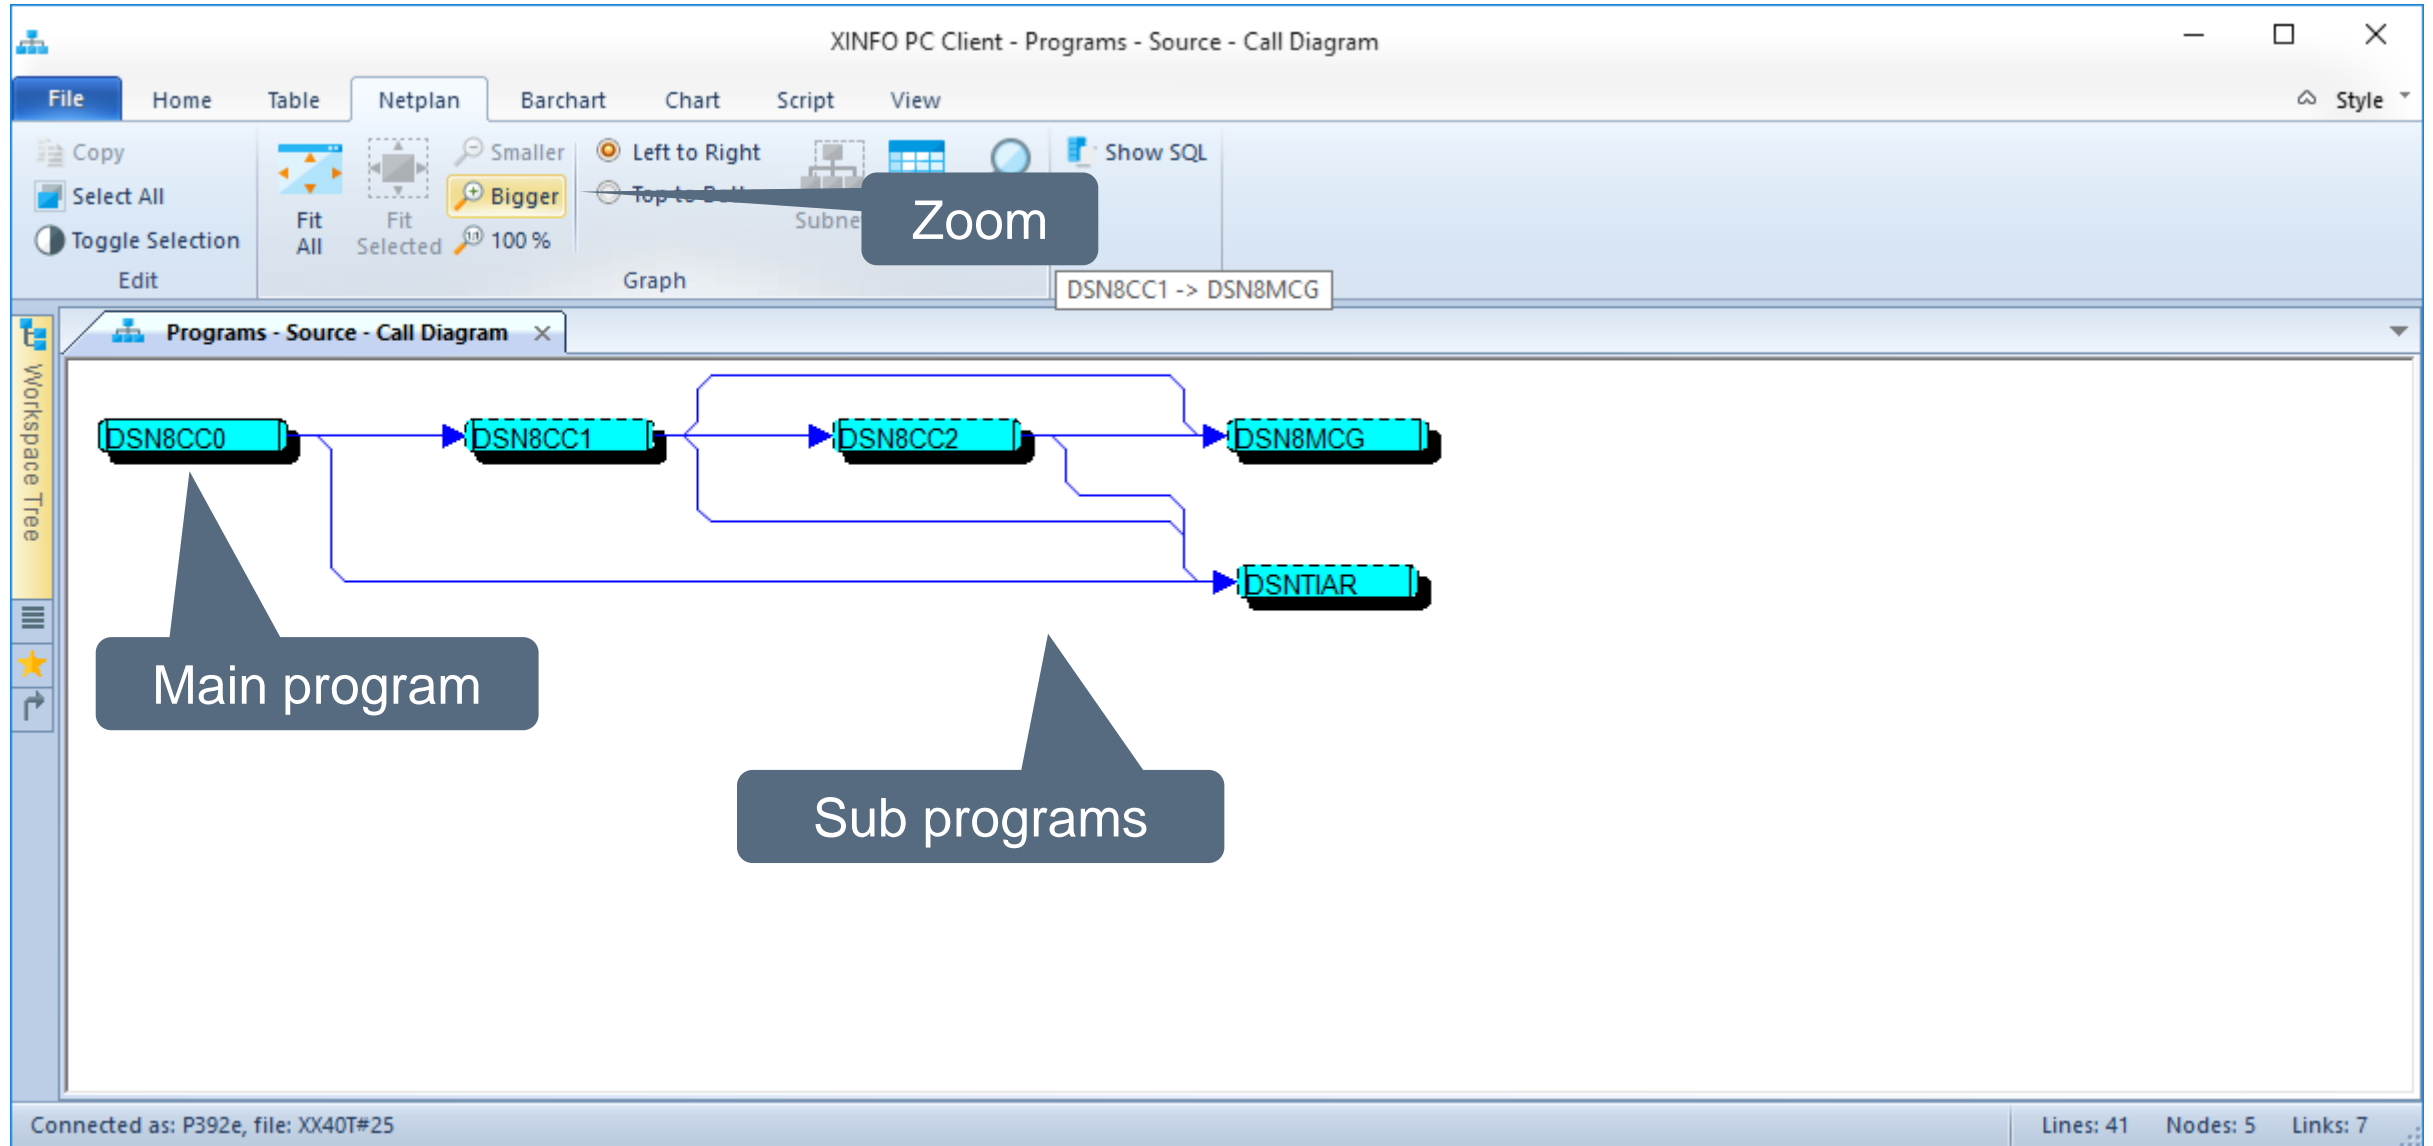 XINFO PC Client - Programs - Source - Call Diagram
File Home Table Netplan Barchart Chart Script View Style
Copy Smaller Left to Right Show SQL
Select All Bigger
Fit All Fit Selected Subne Zoom
Toggle Selection 100 %
Edit Graph
DSN8CC1 -> DSN8MCG
Programs - Source - Call Diagram
Workspace Tree
DSN8CC0 DSN8CC1 DSN8CC2 DSN8MCG
DSNTIAR
Main program
Sub programs
Connected as: P392e, file: XX40T#25 Lines: 41 Nodes: 5 Links: 7